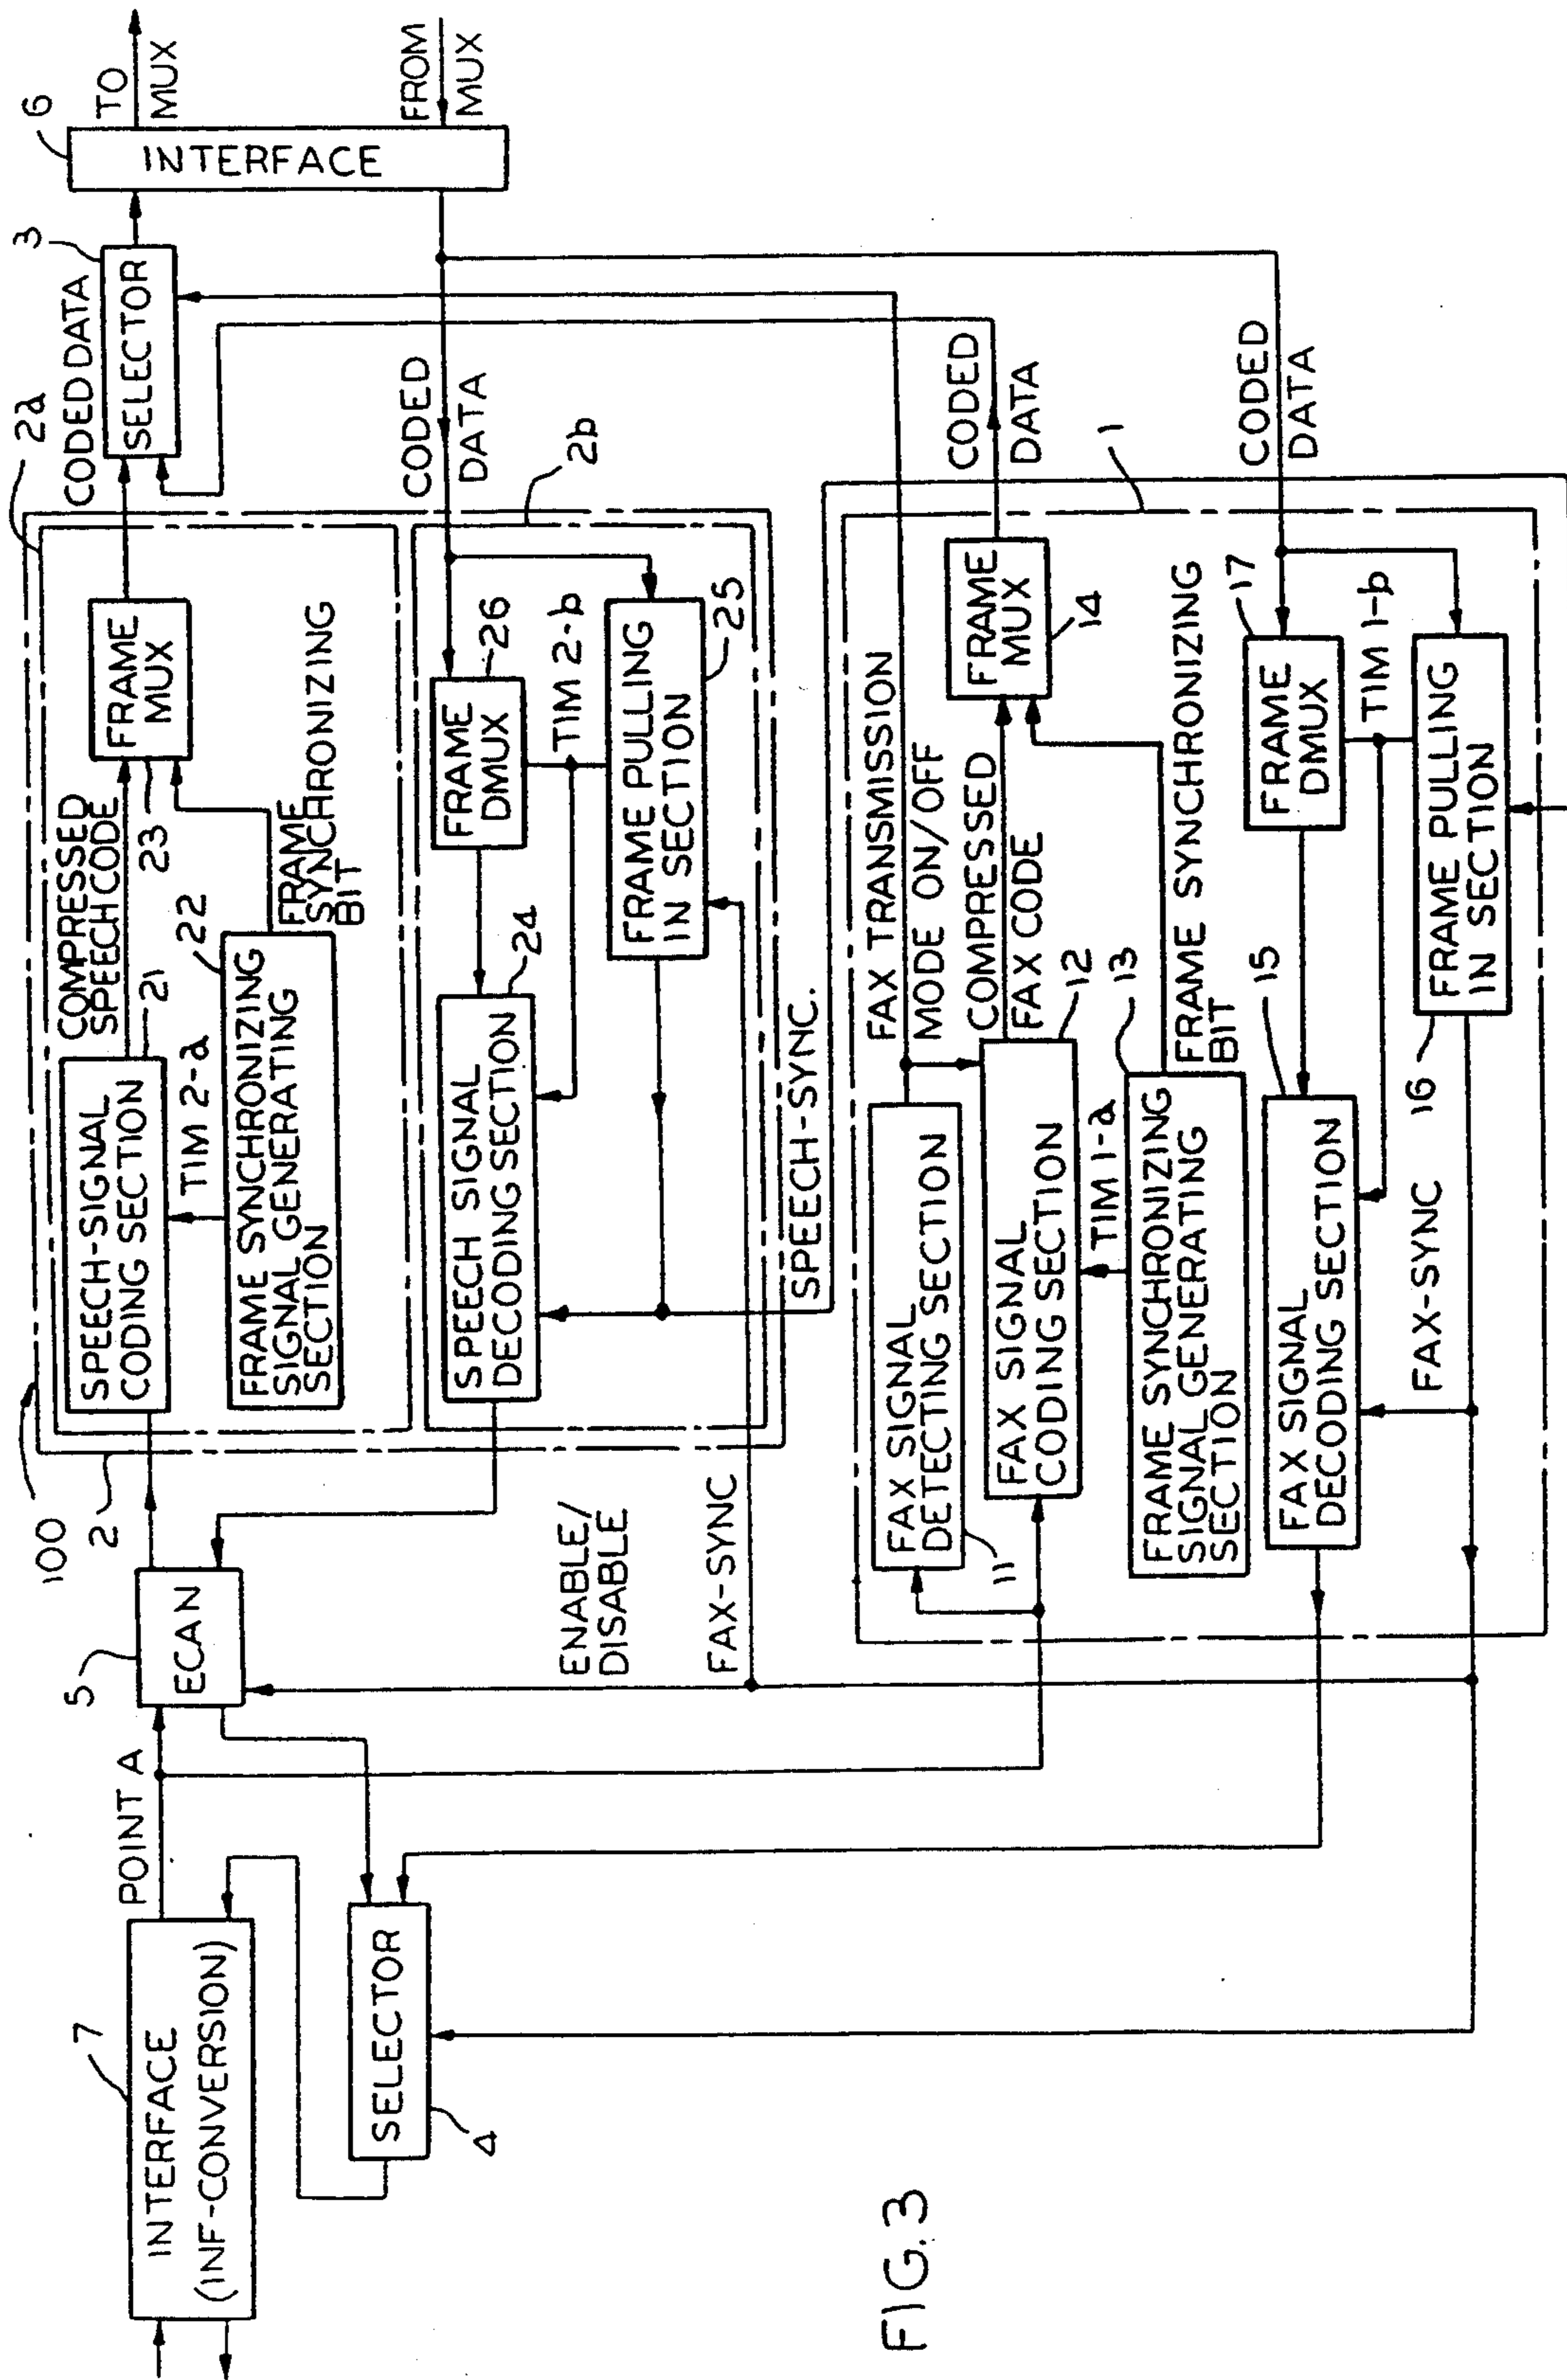 100
2a
2
5
ECAN
POINT A
7
INTERFACE
(INF-CONVERSION)
SELECTOR
4
SPEECH-SIGNAL
CODING SECTION
21
COMPRESSED
SPEECH CODE
TIM 2-a
FRAME SYNCHRONIZING
SIGNAL GENERATING
SECTION
22
FRAME
SYNCHRONIZING
BIT
FRAME
MUX
23
CODED DATA
SELECTOR
3
INTERFACE
6
TO
MUX
FROM
MUX
CODED
DATA
2b
FRAME
DMUX
26
TIM 2-b
FRAME PULLING
IN SECTION
25
SPEECH SIGNAL
DECODING SECTION
24
SPEECH-SYNC.
ENABLE/
DISABLE
FAX-SYNC
1
FAX SIGNAL
DETECTING SECTION
11
FAX TRANSMISSION
MODE ON/OFF
FAX SIGNAL
CODING SECTION
12
COMPRESSED
FAX CODE
TIM 1-a
FRAME SYNCHRONIZING
SIGNAL GENERATING
SECTION
13
FRAME SYNCHRONIZING
BIT
FRAME
MUX
14
CODED
DATA
CODED
DATA
FAX SIGNAL
DECODING SECTION
15
FRAME
DMUX
17
TIM 1-b
FRAME PULLING
IN SECTION
16
FAX-SYNC
FIG.3